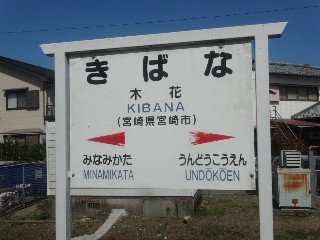 きばな
木花
KIBANA
(宮崎県宮崎市)
みなみかた うんどうこうえん
MINAMIKATA UNDŌKŌEN